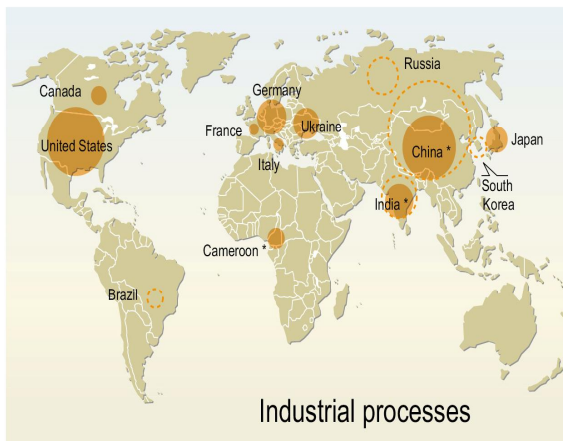 Russia
Canada
Germany
United States
France
Ukraine
Japan
China *
Italy
South
Korea
India *
Cameroon *
Brazil
Industrial processes